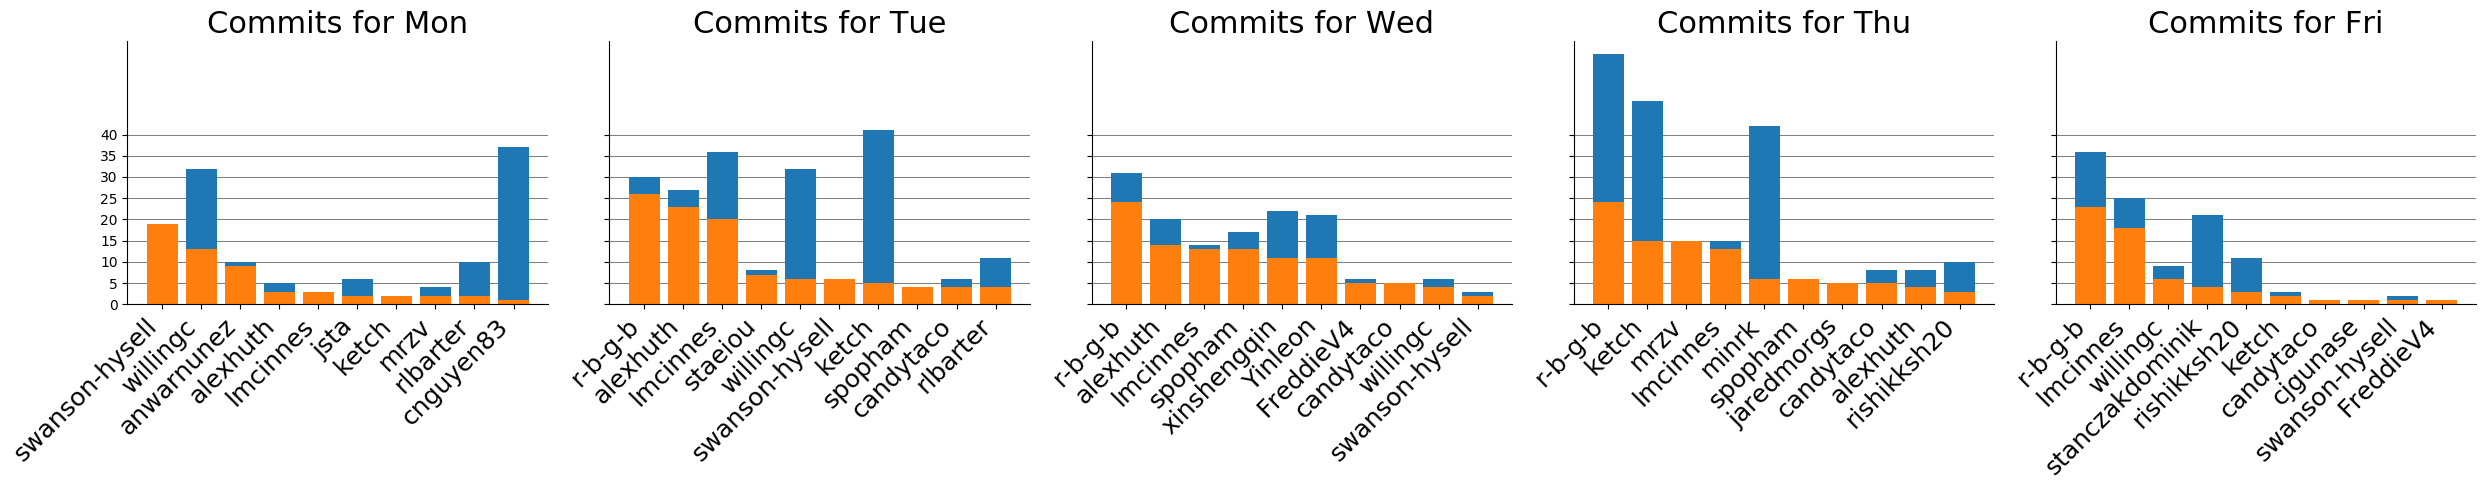 Commits for Mon
Commits for Tue
Commits for Wed
Commits for Thu
Commits for Fri
40
35
30
25
20
15
10
5
0
swanson-hysell
willingc
anwarnunez
alexhuth
lmcinnes
jsta
ketch
mrzv
rlbarter
cnguyen83
r-b-g-b
alexhuth
lmcinnes
staeiou
willingc
swanson-hysell
ketch
spopham
candytaco
rlbarter
r-b-g-b
alexhuth
lmcinnes
spopham
xinshengqin
Yinleon
FreddieV4
candytaco
willingc
swanson-hysell
r-b-g-b
ketch
mrzv
lmcinnes
minrk
spopham
jaredmorgs
candytaco
alexhuth
rishikksh20
r-b-g-b
lmcinnes
willingc
stanczakdominik
rishikksh20
ketch
candytaco
cjgunase
swanson-hysell
FreddieV4